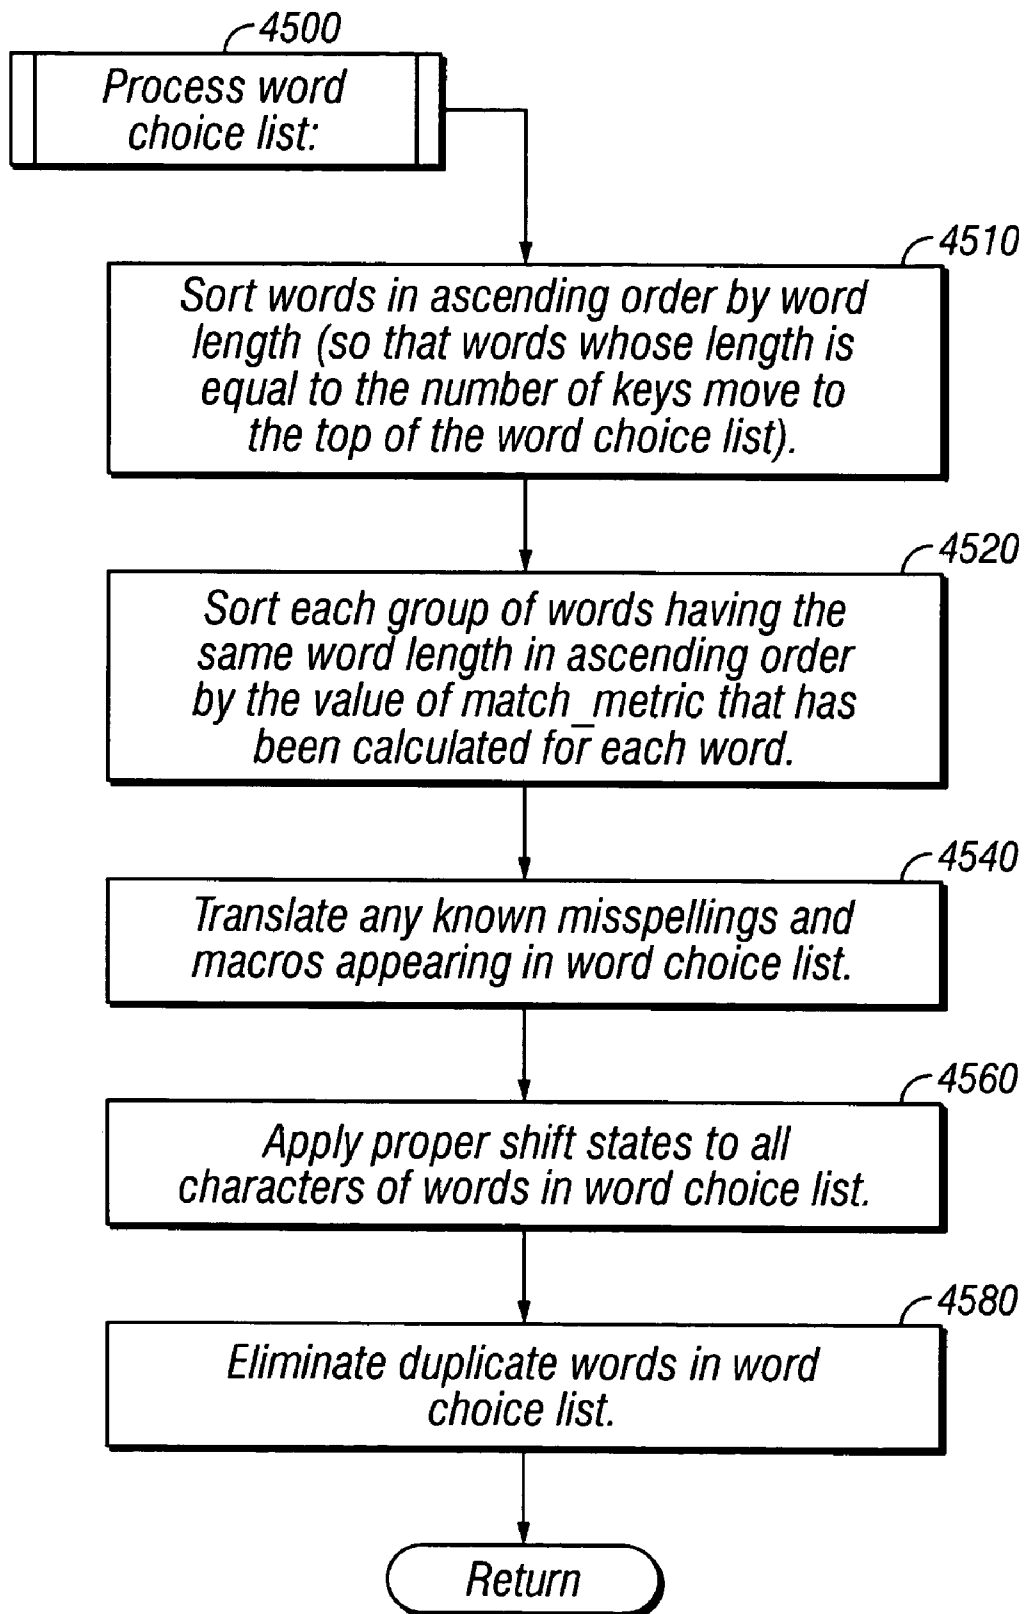 4500
Process word
choice list:
4510
Sort words in ascending order by word
length (so that words whose length is
equal to the number of keys move to
the top of the word choice list).
4520
Sort each group of words having the
same word length in ascending order
by the value of match_metric that has
been calculated for each word.
4540
Translate any known misspellings and
macros appearing in word choice list.
4560
Apply proper shift states to all
characters of words in word choice list.
4580
Eliminate duplicate words in word
choice list.
Return